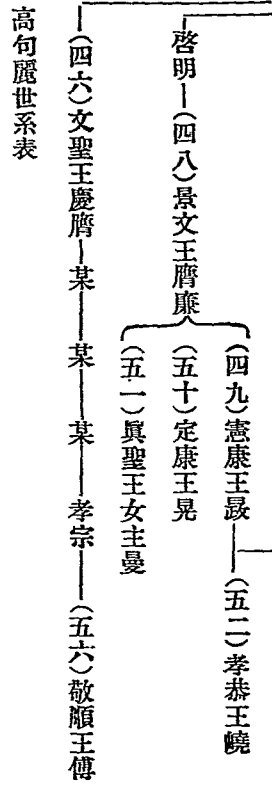 啓明—(四八)景文王膺廉
(四九)憲康王晸—(五二)孝恭王嶢
(五十)定康王晃
(五一)眞聖王女主曼
(四六)文聖王慶膺—某—某—某—孝宗—(五六)敬順王傅
高句麗世系表